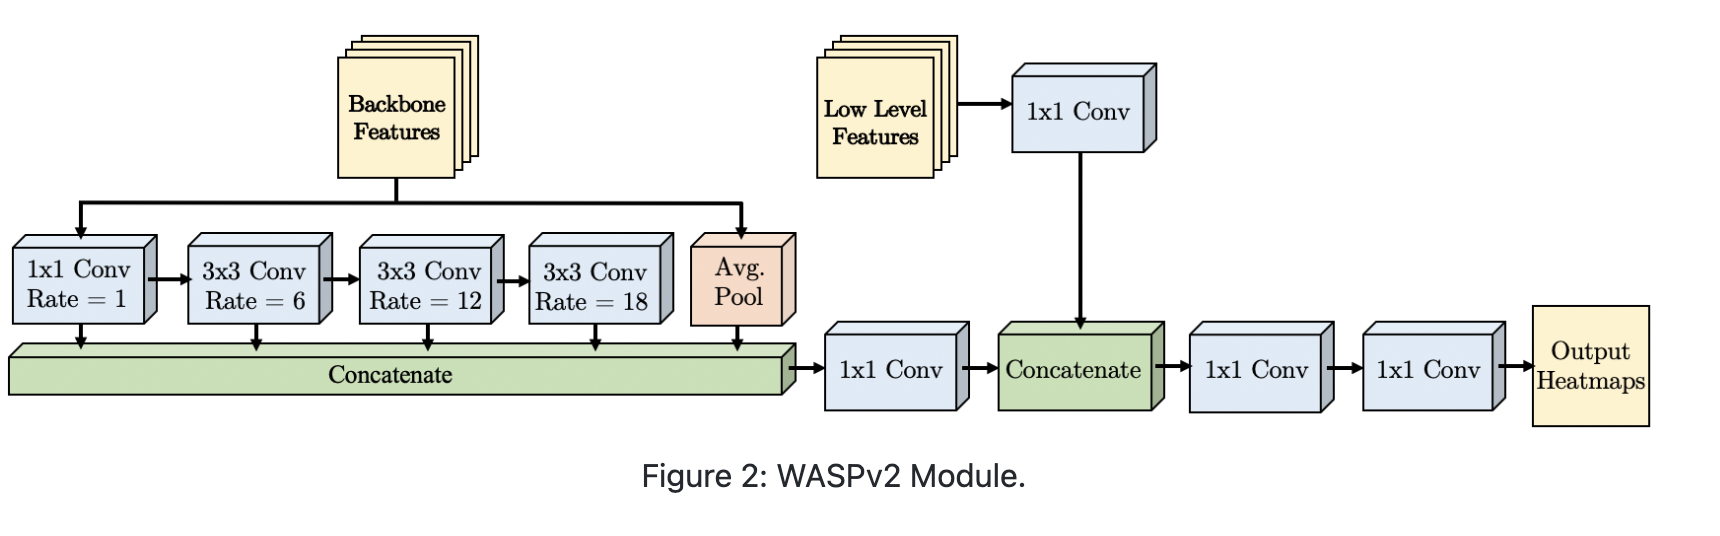 Backbone
Features
Low Level
Features
1x1 Conv
1x1 Conv
Rate = 1
3x3 Conv
Rate = 6
3x3 Conv
Rate = 12
3x3 Conv
Rate = 18
Avg.
Pool
Concatenate
1x1 Conv
Concatenate
1x1 Conv
1x1 Conv
Output
Heatmaps
Figure 2: WASPv2 Module.